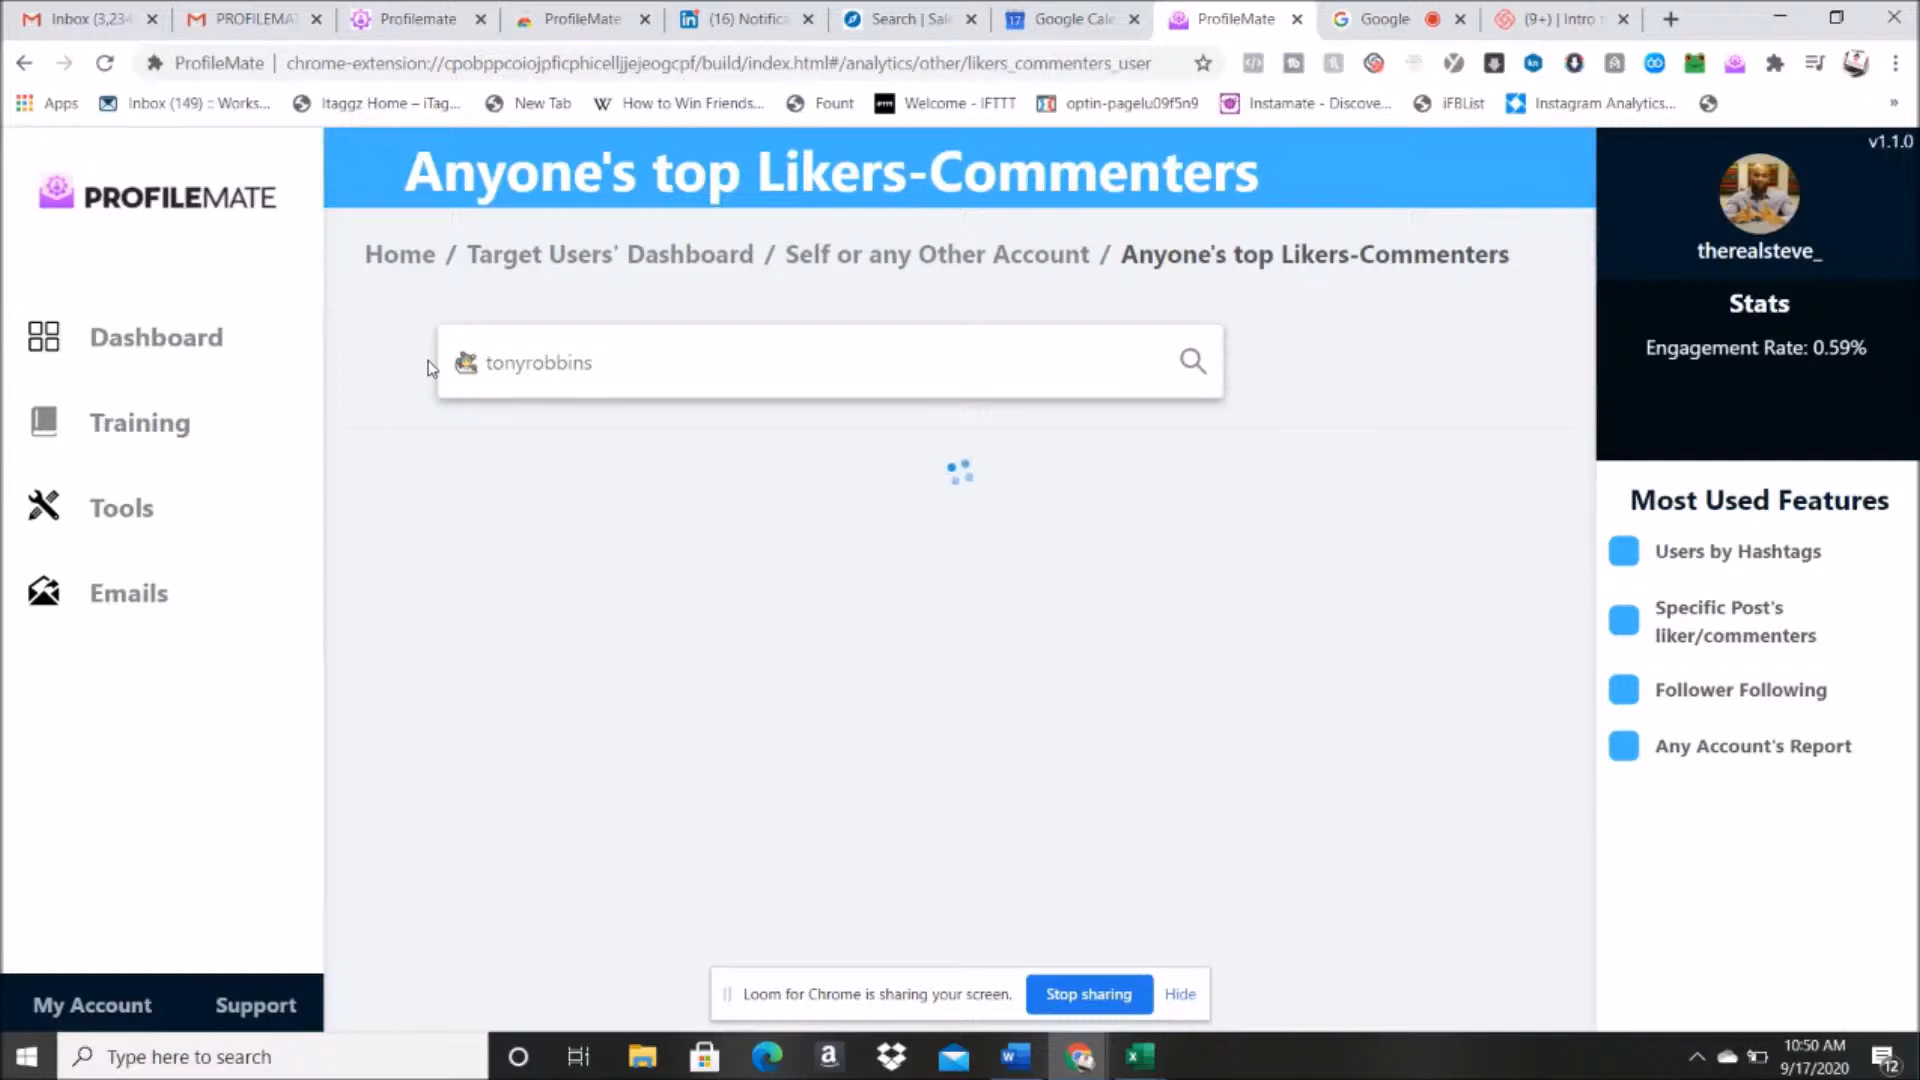 Inbox (3,234
PROFILEMA
Profilemate
ProfileMate
(16) Notifica
Search | Sal
Google Cale
ProfileMate
Google
(9+) | Intro
ProfileMate | chrome-extension://cpobppcoiojpficphicelljjejeogcpf/build/index.html#/analytics/other/likers_commenters_user
Apps
Inbox (149) :: Works...
Itaggz Home – iTag...
New Tab
How to Win Friends...
Fount
Welcome - IFTTT
optin-pagelu09f5n9
Instamate - Discove...
iFBList
Instagram Analytics...
PROFILEMATE
Dashboard
Training
Tools
Emails
My Account
Support
Anyone's top Likers-Commenters
Home / Target Users' Dashboard / Self or any Other Account / Anyone's top Likers-Commenters
tonyrobbins
v1.1.0
therealsteve_
Stats
Engagement Rate: 0.59%
Most Used Features
Users by Hashtags
Specific Post's
liker/commenters
Follower Following
Any Account's Report
Loom for Chrome is sharing your screen.
Stop sharing
Hide
Type here to search
10:50 AM
9/17/2020
12